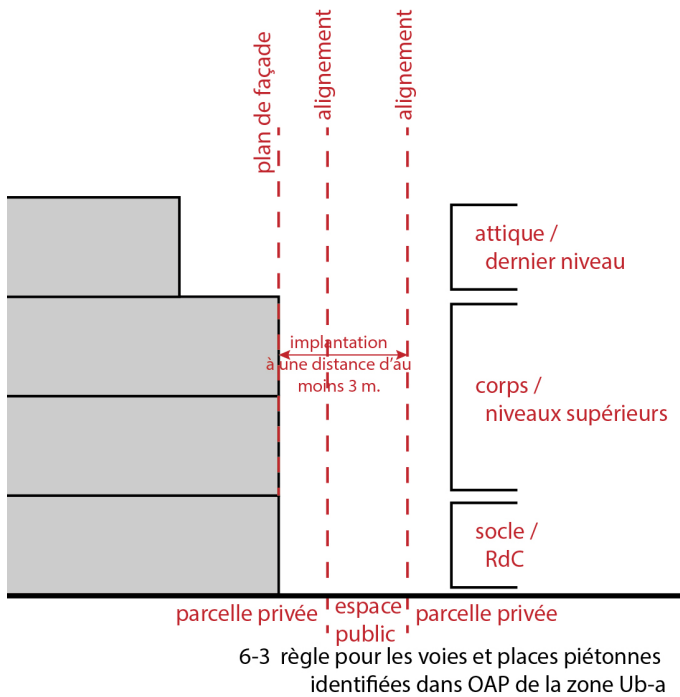 plan de façade
alignement
alignement
attique /
dernier niveau
implantation
à une distance d'au
moins 3 m.
corps /
niveaux supérieurs
socle /
RdC
parcelle privée
espace
public
parcelle privée
6-3 règle pour les voies et places piétonnes
identifiées dans OAP de la zone Ub-a